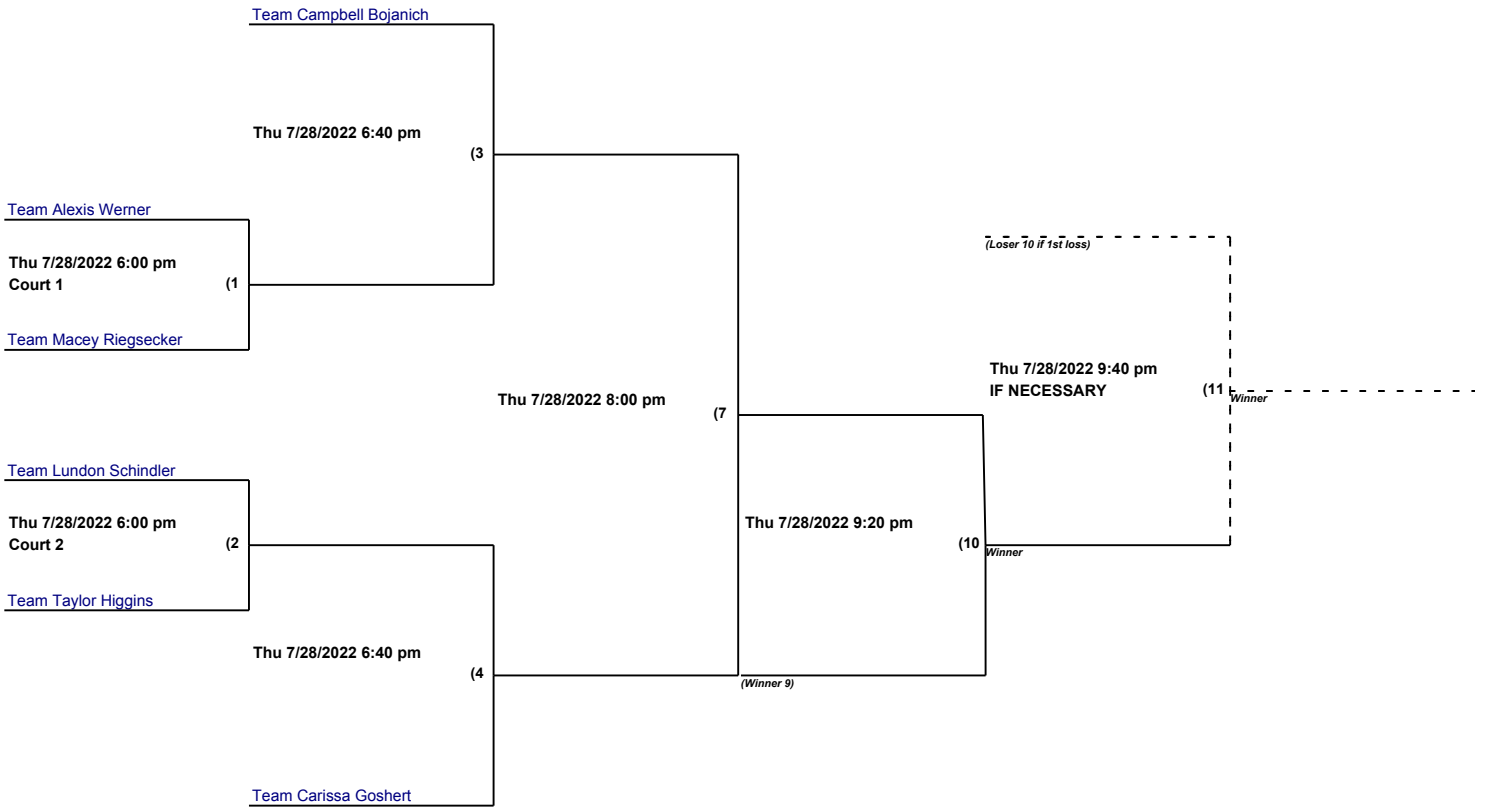 Team Campbell Bojanich
Thu 7/28/2022 6:40 pm
(3
Team Alexis Werner
Thu 7/28/2022 6:00 pm
Court 1
(1
Team Macey Riegsecker
(Loser 10 if 1st loss)
Thu 7/28/2022 9:40 pm
IF NECESSARY
(11
Winner
Thu 7/28/2022 8:00 pm
(7
Team Lundon Schindler
Thu 7/28/2022 6:00 pm
Court 2
(2
Thu 7/28/2022 9:20 pm
(10
Winner
Team Taylor Higgins
Thu 7/28/2022 6:40 pm
(4
(Winner 9)
Team Carissa Goshert